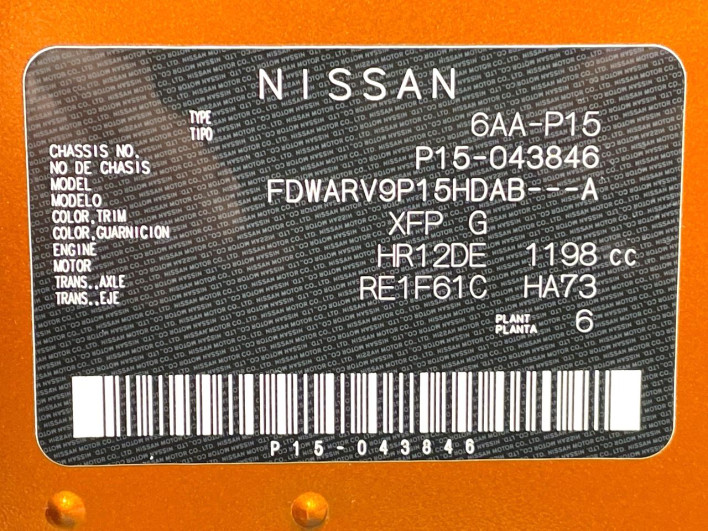 NISSAN
TYPE
TIPO
6AA-P15
CHASSIS NO.
NO DE CHASIS
P15-043846
MODEL
MODELO
FDWARV9P15HDAB---A
COLOR,TRIM
COLOR,GUARNICION
XFP G
ENGINE
MOTOR
HR12DE 1198 cc
TRANS.,AXLE
TRANS.,EJE
RE1F61C HA73
PLANT
PLANTA
6
P15-043846